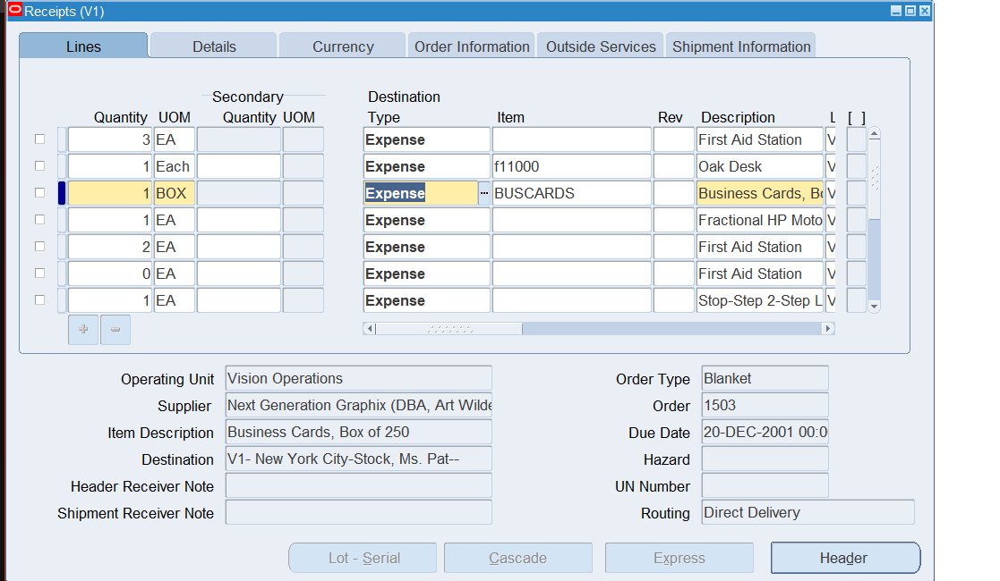 Receipts (V1)
Lines Details Currency Order Information Outside Services Shipment Information
Secondary Destination
Quantity UOM Quantity UOM Type Item Rev Description L [ ]
3 EA Expense First Aid Station V
1 Each Expense f11000 Oak Desk V
1 BOX Expense ... BUSCARDS Business Cards, Bo V
1 EA Expense Fractional HP Moto V
2 EA Expense First Aid Station V
0 EA Expense First Aid Station V
1 EA Expense Stop-Step 2-Step L V
Operating Unit Vision Operations Order Type Blanket
Supplier Next Generation Graphix (DBA, Art Wilde Order 1503
Item Description Business Cards, Box of 250 Due Date 20-DEC-2001 00:0
Destination V1- New York City-Stock, Ms. Pat-- Hazard
Header Receiver Note UN Number
Shipment Receiver Note Routing Direct Delivery
Lot - Serial Cascade Express Header